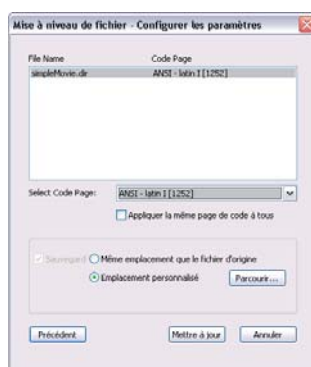 Mise à niveau de fichier - Configurer les paramètres
File Name Code Page
simpleMovie.dir ANSI - latin I [1252]
Select Code Page: ANSI - latin I [1252]
Appliquer la même page de code à tous
Sauvegard Même emplacement que le fichier d'origine
Emplacement personnalisé Parcourir...
Précédent Mettre à jour Annuler